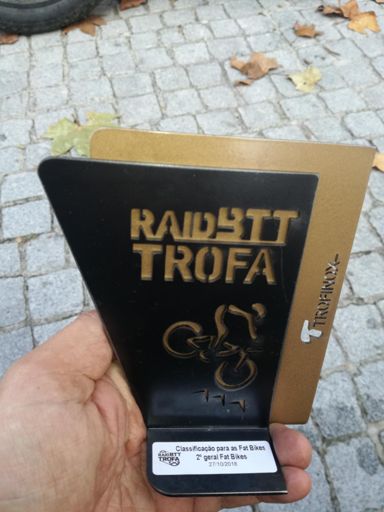 RAIDBTT
TROFA
TROFINOX
RAIDBTT
TROFA
Classificação para as Fat Bikes
2º geral Fat Bikes
27/10/2018